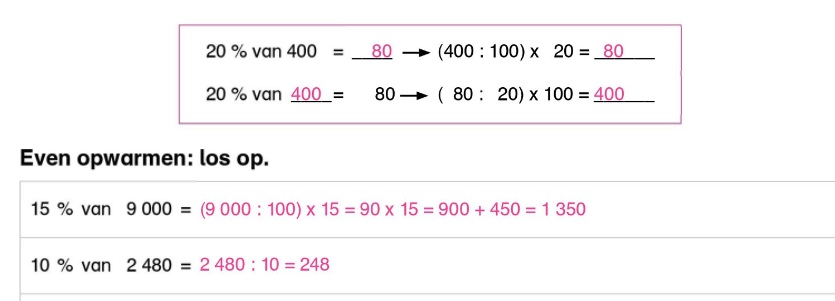 20 % van 400 = 80 → (400 : 100) x 20 = 80
20 % van 400 = 80 → ( 80 : 20) x 100 = 400
Even opwarmen: los op.
15 % van 9 000 = (9 000 : 100) x 15 = 90 x 15 = 900 + 450 = 1 350
10 % van 2 480 = 2 480 : 10 = 248